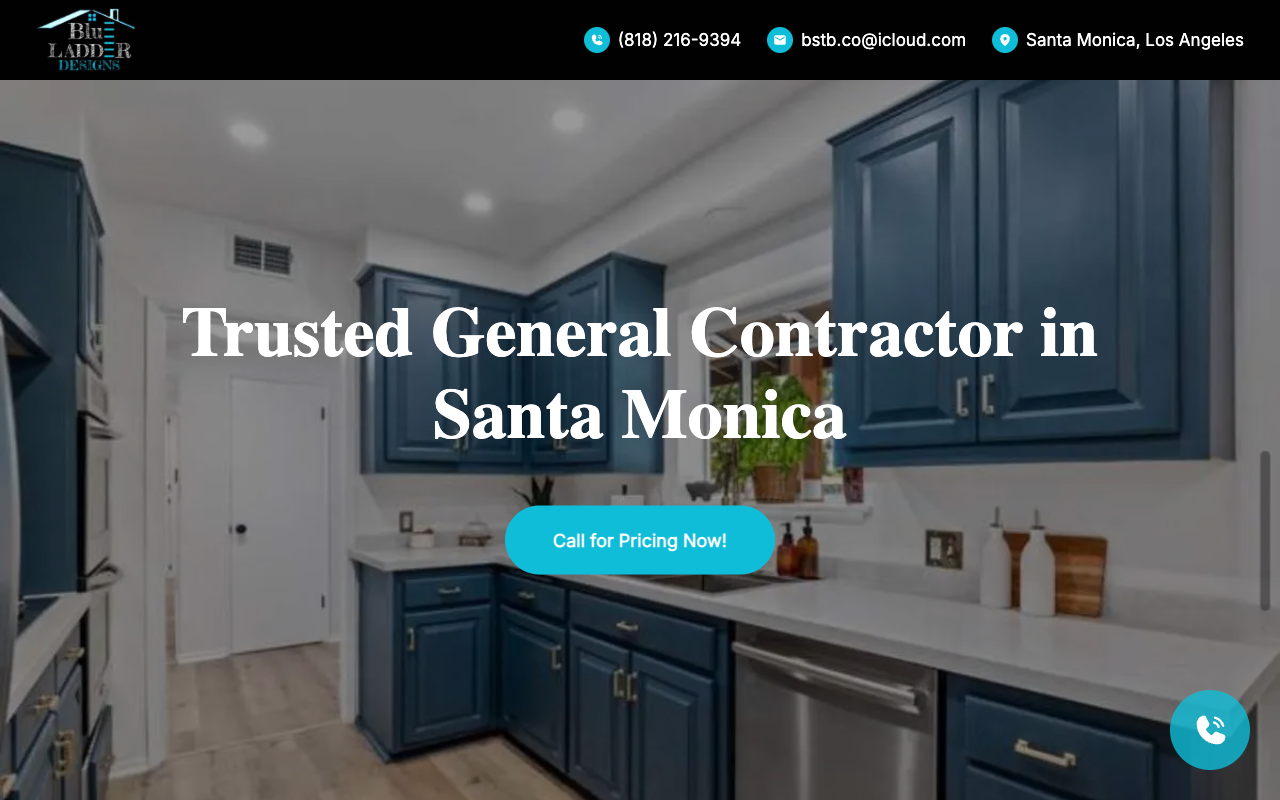 Blue
LADDER
DESIGNS
(818) 216-9394
bstb.co@icloud.com
Santa Monica, Los Angeles
Trusted General Contractor in
Santa Monica
Call for Pricing Now!